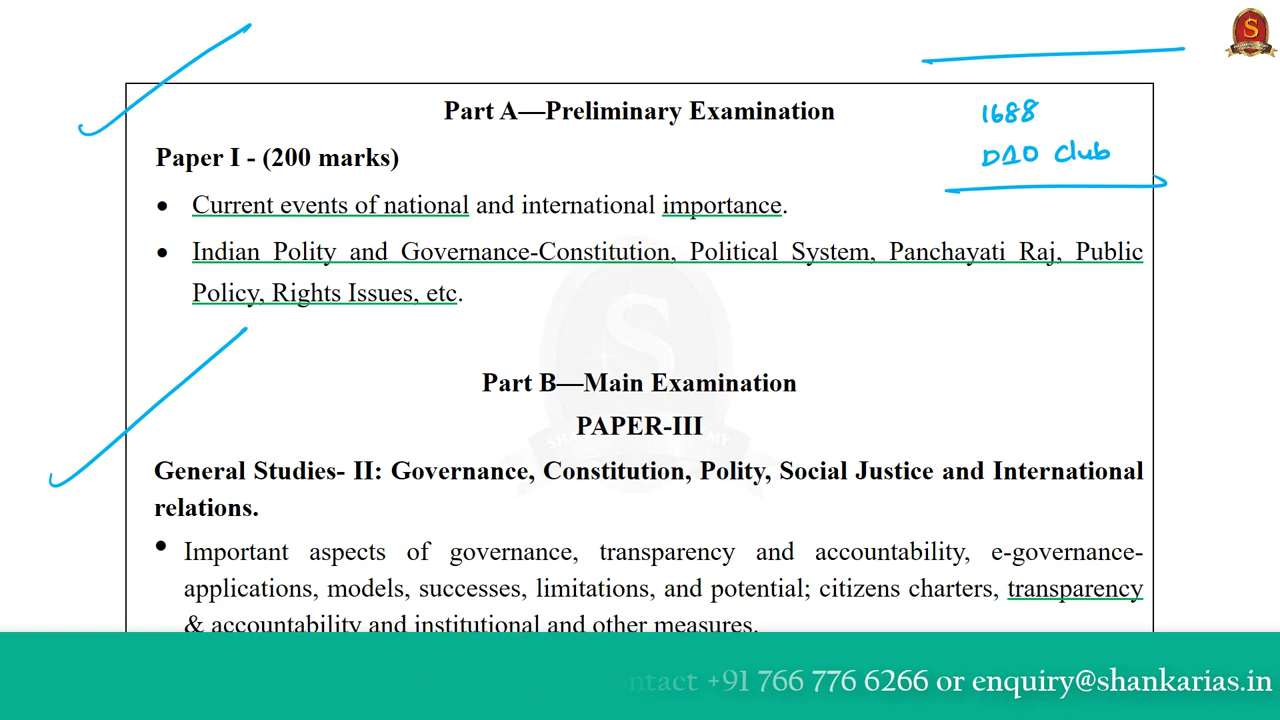 Part A—Preliminary Examination
1688
Paper I - (200 marks)
D10 Club
• Current events of national and international importance.
• Indian Polity and Governance-Constitution, Political System, Panchayati Raj, Public
Policy, Rights Issues, etc.
Part B—Main Examination
PAPER-III
General Studies- II: Governance, Constitution, Polity, Social Justice and International
relations.
• Important aspects of governance, transparency and accountability, e-governance-
applications, models, successes, limitations, and potential; citizens charters, transparency
& accountability and institutional and other measures.
+91 766 776 6266 or enquiry@shankarias.in